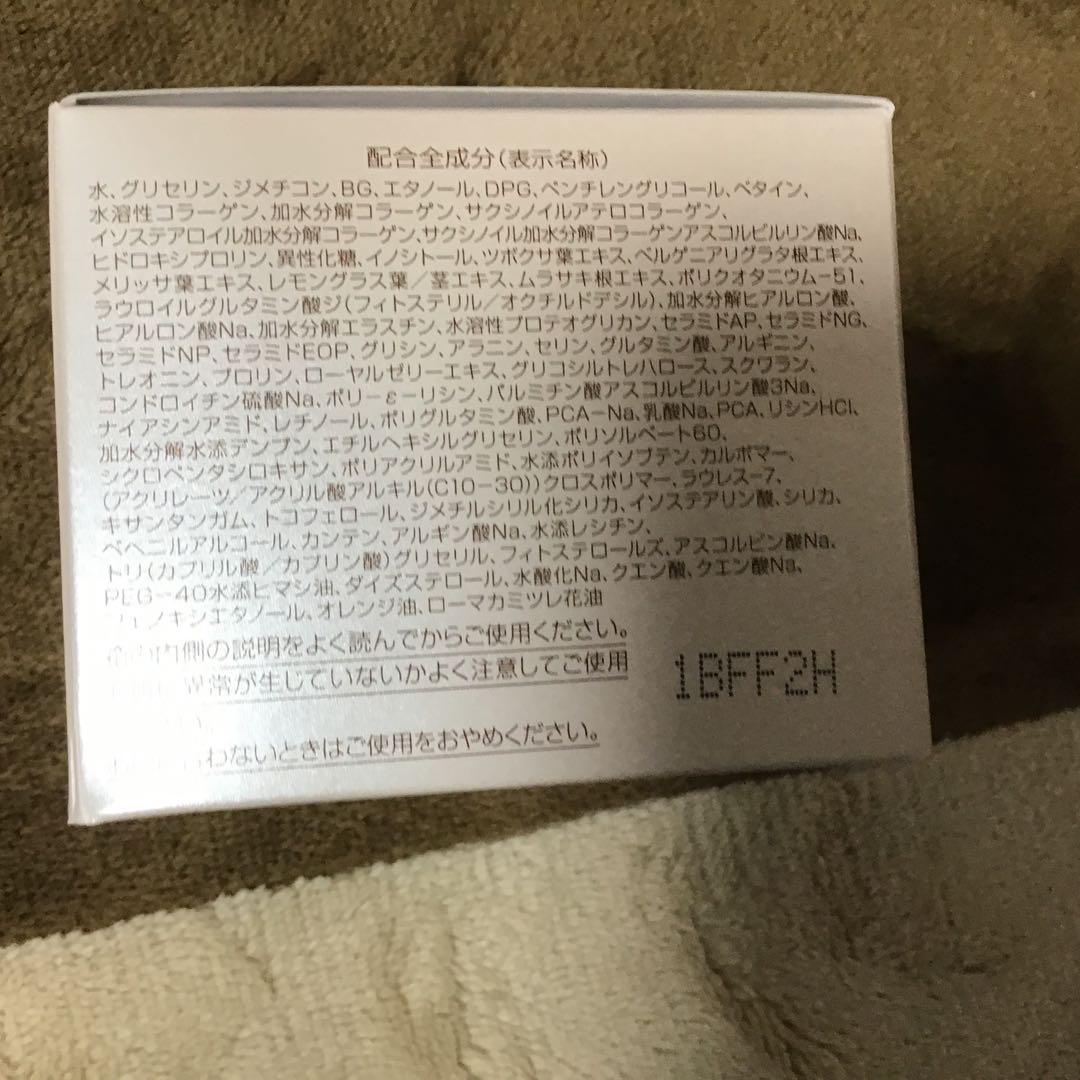 配合全成分(表示名称)
水、グリセリン、ジメチコン、BG、エタノール、DPG、ペンチレングリコール、ベタイン、
水溶性コラーゲン、加水分解コラーゲン、サクシノイルアテロコラーゲン、
イソステアロイル加水分解コラーゲン、サクシノイル加水分解コラーゲンアスコルビルリン酸Na、
ヒドロキシプロリン、異性化糖、イノシトール、ツボクサ葉エキス、ベルゲニアリグラタ根エキス、
メリッサ葉エキス、レモングラス葉/茎エキス、ムラサキ根エキス、ポリクオタニウム-51、
ラウロイルグルタミン酸ジ(フィトステリル/オクチルドデシル)、加水分解ヒアルロン酸、
ヒアルロン酸Na、加水分解エラスチン、水溶性プロテオグリカン、セラミドAP、セラミドNG、
セラミドNP、セラミドEOP、グリシン、アラニン、セリン、グルタミン酸、アルギニン、
トレオニン、プロリン、ローヤルゼリーエキス、グリコシルトレハロース、スクワラン、
コンドロイチン硫酸Na、ポリ-ε-リシン、パルミチン酸アスコルビルリン酸3Na、
ナイアシンアミド、レチノール、ポリグルタミン酸、PCA-Na、乳酸Na、PCA、リシンHCl、
加水分解水添デンプン、エチルヘキシルグリセリン、ポリソルベート60、
シクロペンタシロキサン、ポリアクリルアミド、水添ポリイソブテン、カルボマー、
(アクリレーツ/アクリル酸アルキル(C10-30))クロスポリマー、ラウレス-7、
キサンタンガム、トコフェロール、ジメチルシリル化シリカ、イソステアリン酸、シリカ、
ベヘニルアルコール、カンテン、アルギン酸Na、水添レシチン、
トリ(カプリル酸/カプリン酸)グリセリル、フィトステロールズ、アスコルビン酸Na、
PEG-40水添ヒマシ油、ダイズステロール、水酸化Na、クエン酸、クエン酸Na、
フェノキシエタノール、オレンジ油、ローマカミツレ花油
内側の説明をよく読んでからご使用ください。
異常が生じていないかよく注意してご使用
わないときはご使用をおやめください。
1BFF2H